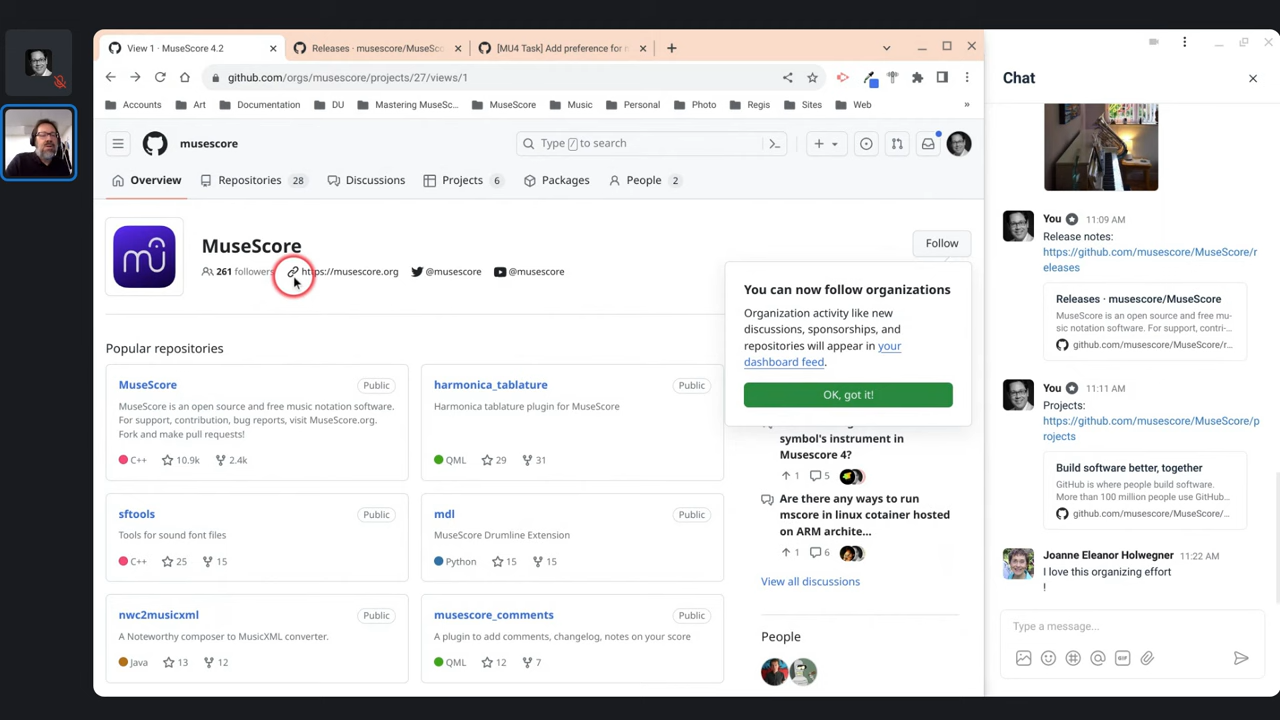 View 1 · MuseScore 4.2
Releases · musescore/MuseSc
[MU4 Task] Add preference for n
github.com/orgs/musescore/projects/27/views/1
Accounts
Art
Documentation
DU
Mastering MuseSc...
MuseScore
Music
Personal
Photo
Regis
Sites
Web
»
musescore
Type / to search
Overview
Repositories 28
Discussions
Projects 6
Packages
People 2
MuseScore
261 followers
https://musescore.org
@musescore
@musescore
Follow
You can now follow organizations
Organization activity like new
discussions, sponsorships, and
repositories will appear in your
dashboard feed.
OK, got it!
Popular repositories
MuseScore
Public
MuseScore is an open source and free music notation software.
For support, contribution, bug reports, visit MuseScore.org.
Fork and make pull requests!
C++ 10.9k 2.4k
harmonica_tablature
Public
Harmonica tablature plugin for MuseScore
QML 29 31
sftools
Public
Tools for sound font files
C++ 25 15
mdl
Public
MuseScore Drumline Extension
Python 15 15
nwc2musicxml
Public
A Noteworthy composer to MusicXML converter.
Java 13 12
musescore_comments
Public
A plugin to add comments, changelog, notes on your score
QML 12 7
symbol's instrument in
Musescore 4?
1 5
Are there any ways to run
mscore in linux cotainer hosted
on ARM archite...
1 6
View all discussions
People
Chat
You 11:09 AM
Release notes:
https://github.com/musescore/MuseScore/r
eleases
Releases · musescore/MuseScore
MuseScore is an open source and free mu-
sic notation software. For support, contri-...
github.com/musescore/MuseScore/r...
You 11:11 AM
Projects:
https://github.com/musescore/MuseScore/p
rojects
Build software better, together
GitHub is where people build software.
More than 100 million people use GitHub...
github.com/musescore/MuseScore/...
Joanne Eleanor Holwegner 11:22 AM
I love this organizing effort
!
Type a message...
GIF